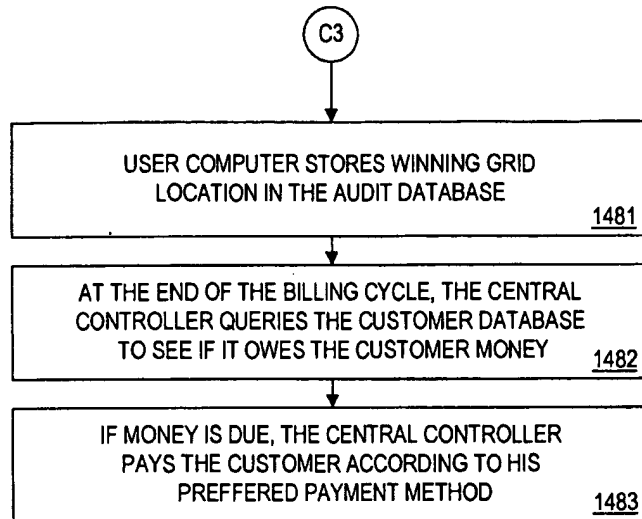 C3
USER COMPUTER STORES WINNING GRID
LOCATION IN THE AUDIT DATABASE
1481
AT THE END OF THE BILLING CYCLE, THE CENTRAL
CONTROLLER QUERIES THE CUSTOMER DATABASE
TO SEE IF IT OWES THE CUSTOMER MONEY
1482
IF MONEY IS DUE, THE CENTRAL CONTROLLER
PAYS THE CUSTOMER ACCORDING TO HIS
PREFFERED PAYMENT METHOD
1483